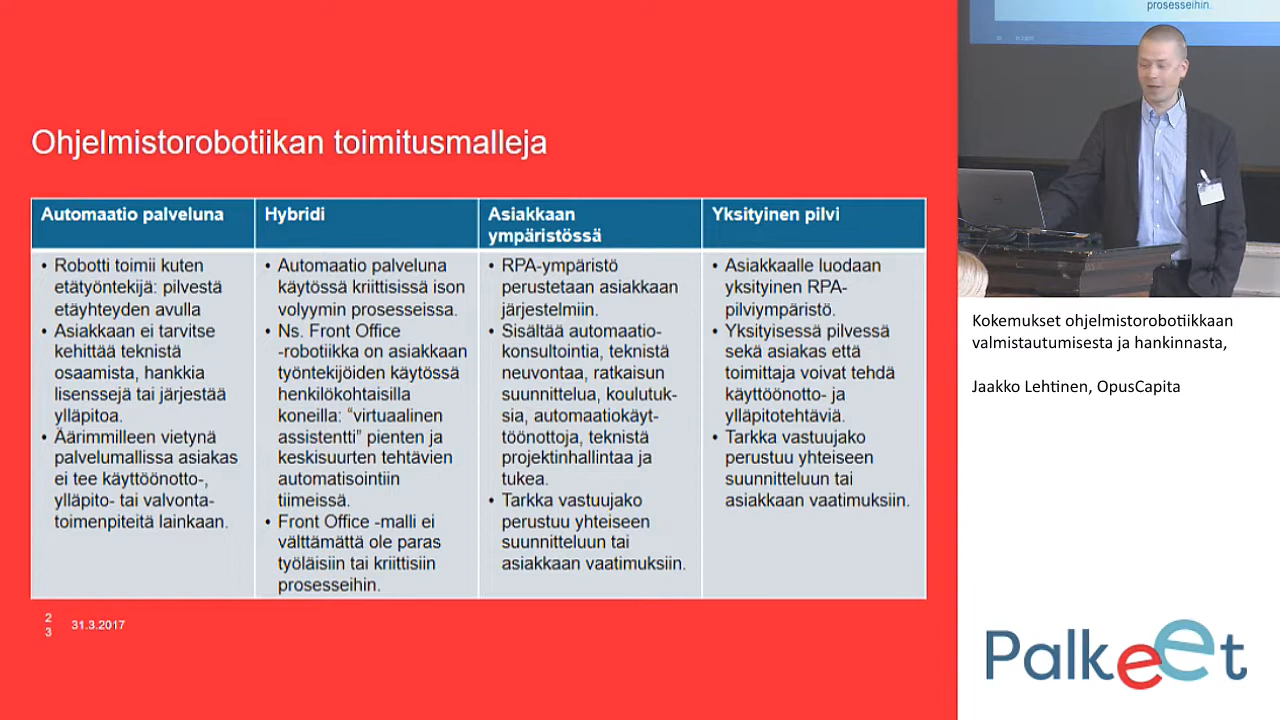 Ohjelmistorobotiikan toimitusmalleja
Automaatio palveluna
• Robotti toimii kuten
etätyöntekijä: pilvestä
etäyhteyden avulla
• Asiakkaan ei tarvitse
kehittää teknistä
osaamista, hankkia
lisenssejä tai järjestää
ylläpitoa.
• Äärimmilleen vietynä
palvelumallissa asiakas
ei tee käyttöönotto-,
ylläpito- tai valvonta-
toimenpiteitä lainkaan.
Hybridi
• Automaatio palveluna
käytössä kriittisissä ison
volyymin prosesseissa.
• Ns. Front Office
-robotiikka on asiakkaan
työntekijöiden käytössä
henkilökohtaisilla
koneilla: “virtuaalinen
assistentti” pienten ja
keskisuurten tehtävien
automatisointiin
tiimeissä.
• Front Office -malli ei
välttämättä ole paras
työläisiin tai kriittisiin
prosesseihin.
Asiakkaan
ympäristössä
• RPA-ympäristö
perustetaan asiakkaan
järjestelmiin.
• Sisältää automaatio-
konsultointia, teknistä
neuvontaa, ratkaisun
suunnittelua, koulutuk-
sia, automaatiokäyt-
töönottoja, teknistä
projektinhallintaa ja
tukea.
• Tarkka vastuujako
perustuu yhteiseen
suunnitteluun tai
asiakkaan vaatimuksiin.
Yksityinen pilvi
• Asiakkaalle luodaan
yksityinen RPA-
pilviympäristö.
• Yksityisessä pilvessä
sekä asiakas että
toimittaja voivat tehdä
käyttöönotto- ja
ylläpitotehtäviä.
• Tarkka vastuujako
perustuu yhteiseen
suunnitteluun tai
asiakkaan vaatimuksiin.
2
3
31.3.2017
prosesseihin.
Kokemukset ohjelmistorobotiikkaan
valmistautumisesta ja hankinnasta,
Jaakko Lehtinen, OpusCapita
Palkeet